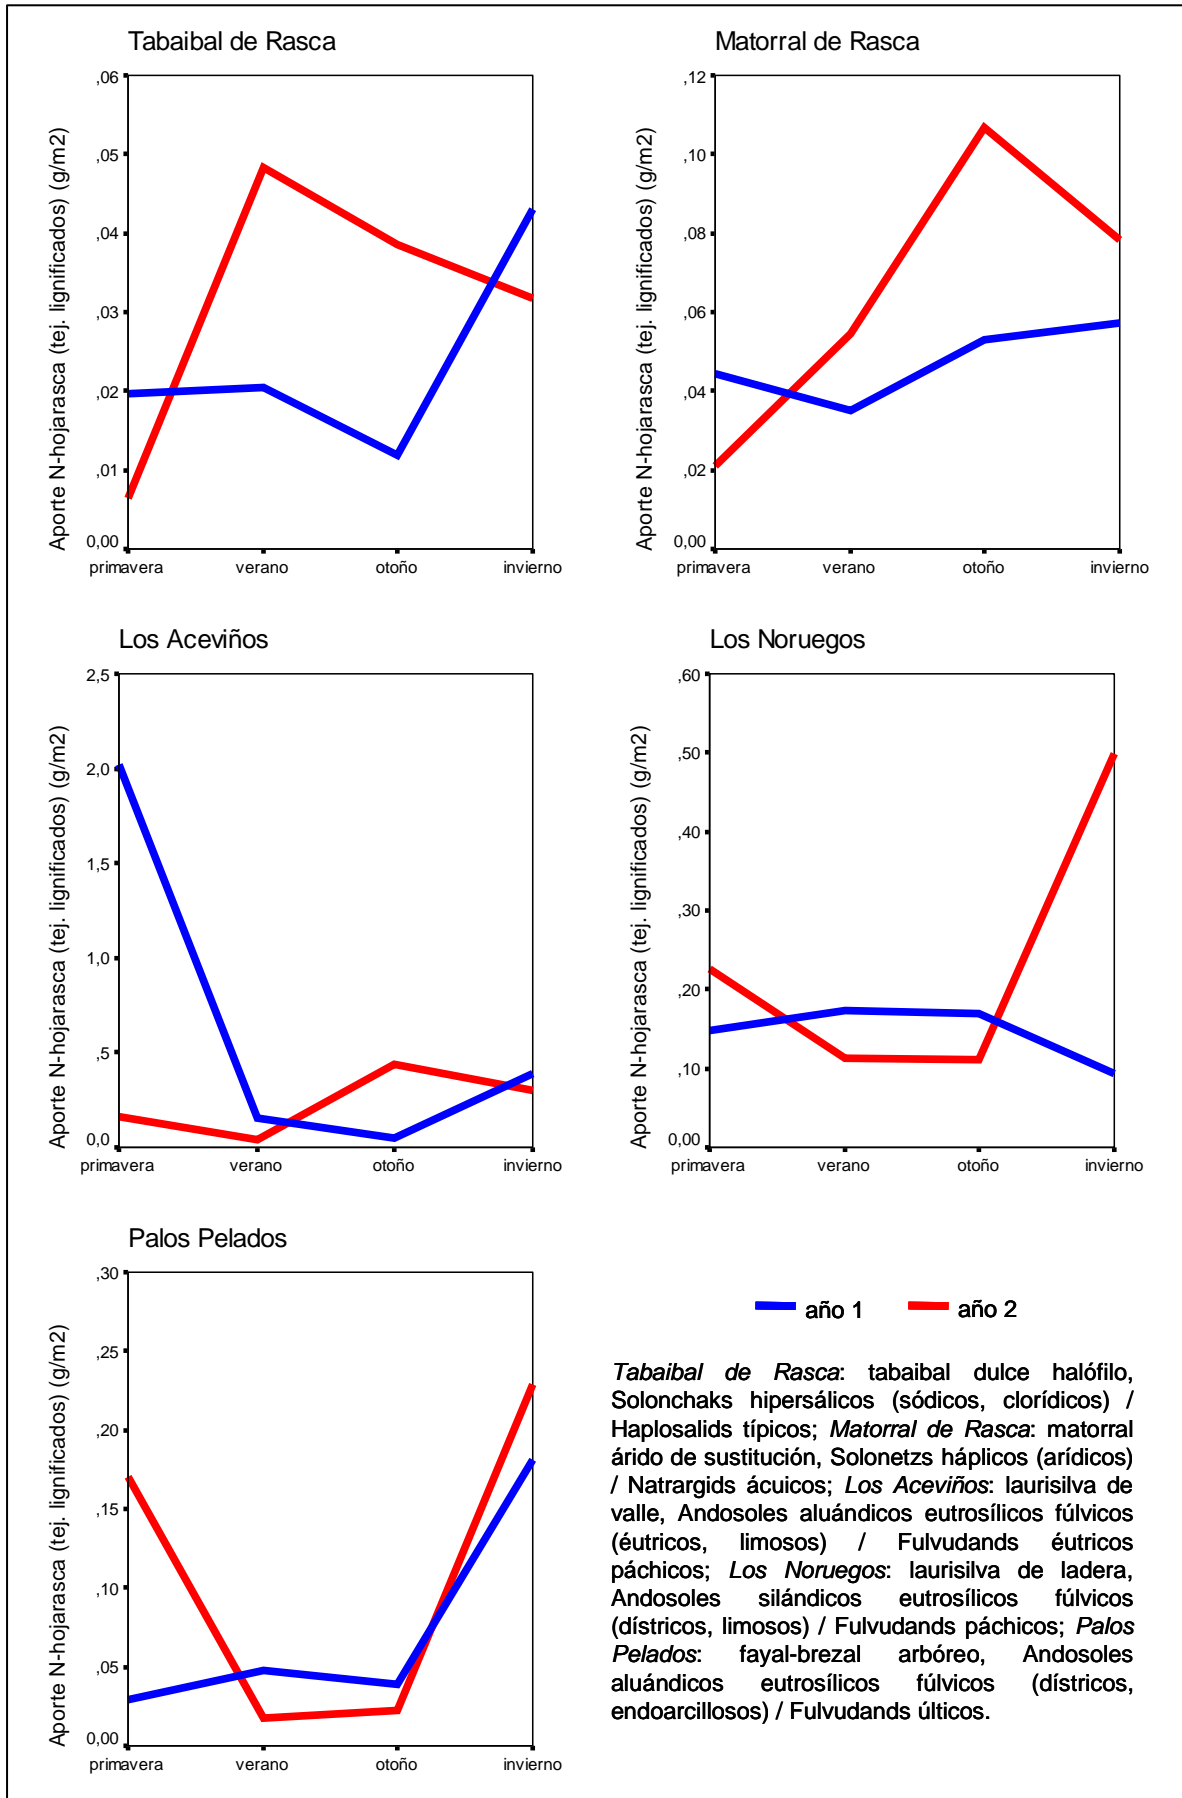 Tabaibal de Rasca
Aporte N-hojarasca (tej. lignificados) (g/m2)
,06
,05
,04
,03
,02
,01
0,00
primavera verano otoño invierno
Matorral de Rasca
Aporte N-hojarasca (tej. lignificados) (g/m2)
,12
,10
,08
,06
,04
,02
0,00
primavera verano otoño invierno
Los Aceviños
Aporte N-hojarasca (tej. lignificados) (g/m2)
2,5
2,0
1,5
1,0
,5
0,0
primavera verano otoño invierno
Los Noruegos
Aporte N-hojarasca (tej. lignificados) (g/m2)
,60
,50
,40
,30
,20
,10
0,00
primavera verano otoño invierno
Palos Pelados
Aporte N-hojarasca (tej. lignificados) (g/m2)
,30
,25
,20
,15
,10
,05
0,00
primavera verano otoño invierno
año 1 año 2
Tabaibal de Rasca: tabaibal dulce halófilo,
Solonchaks hipersálicos (sódicos, clorídicos) /
Haplosalids típicos; Matorral de Rasca: matorral
árido de sustitución, Solonetzs háplicos (arídicos)
/ Natrargids ácuicos; Los Aceviños: laurisilva de
valle, Andosoles aluándicos eutrosílicos fúlvicos
(éutricos, limosos) / Fulvudands éutricos
páchicos; Los Noruegos: laurisilva de ladera,
Andosoles silándicos eutrosílicos fúlvicos
(dístricos, limosos) / Fulvudands páchicos; Palos
Pelados: fayal-brezal arbóreo, Andosoles
aluándicos eutrosílicos fúlvicos (dístricos,
endoarcillosos) / Fulvudands últicos.